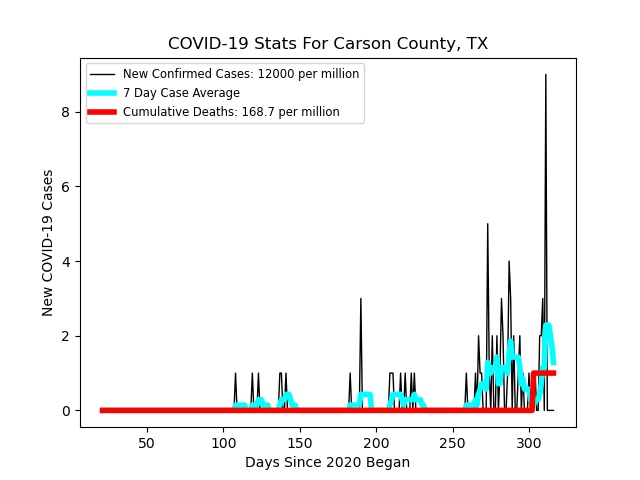 COVID-19 Stats For Carson County, TX
New Confirmed Cases: 12000 per million
7 Day Case Average
Cumulative Deaths: 168.7 per million
New COVID-19 Cases
8
6
4
2
0
50 100 150 200 250 300
Days Since 2020 Began